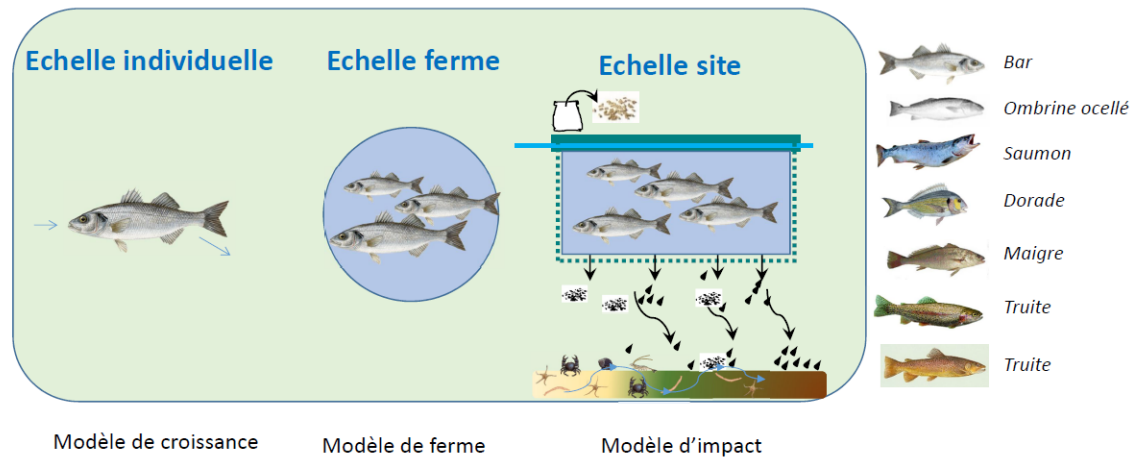 Echelle individuelle
Echelle ferme
Echelle site
Bar
Ombrine ocellé
Saumon
Dorade
Maigre
Truite
Truite
Modèle de croissance
Modèle de ferme
Modèle d’impact